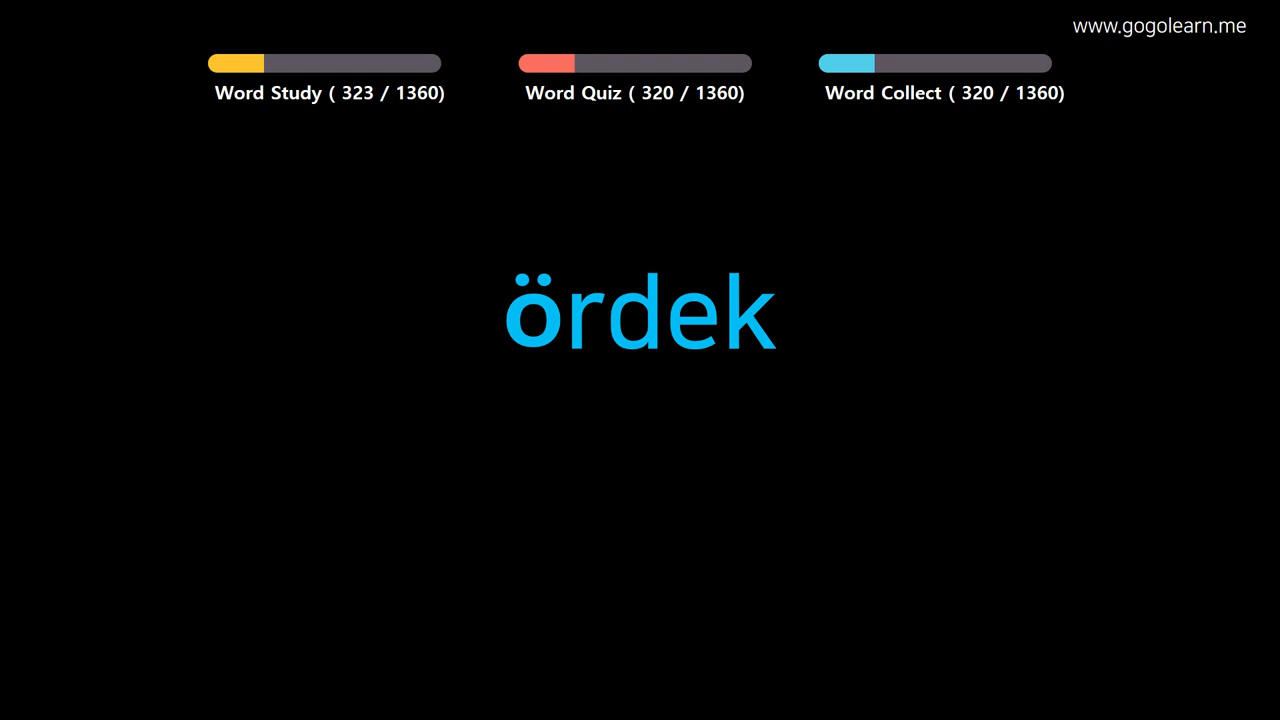 www.gogolearn.me
Word Study ( 323 / 1360)
Word Quiz ( 320 / 1360)
Word Collect ( 320 / 1360)
ördek